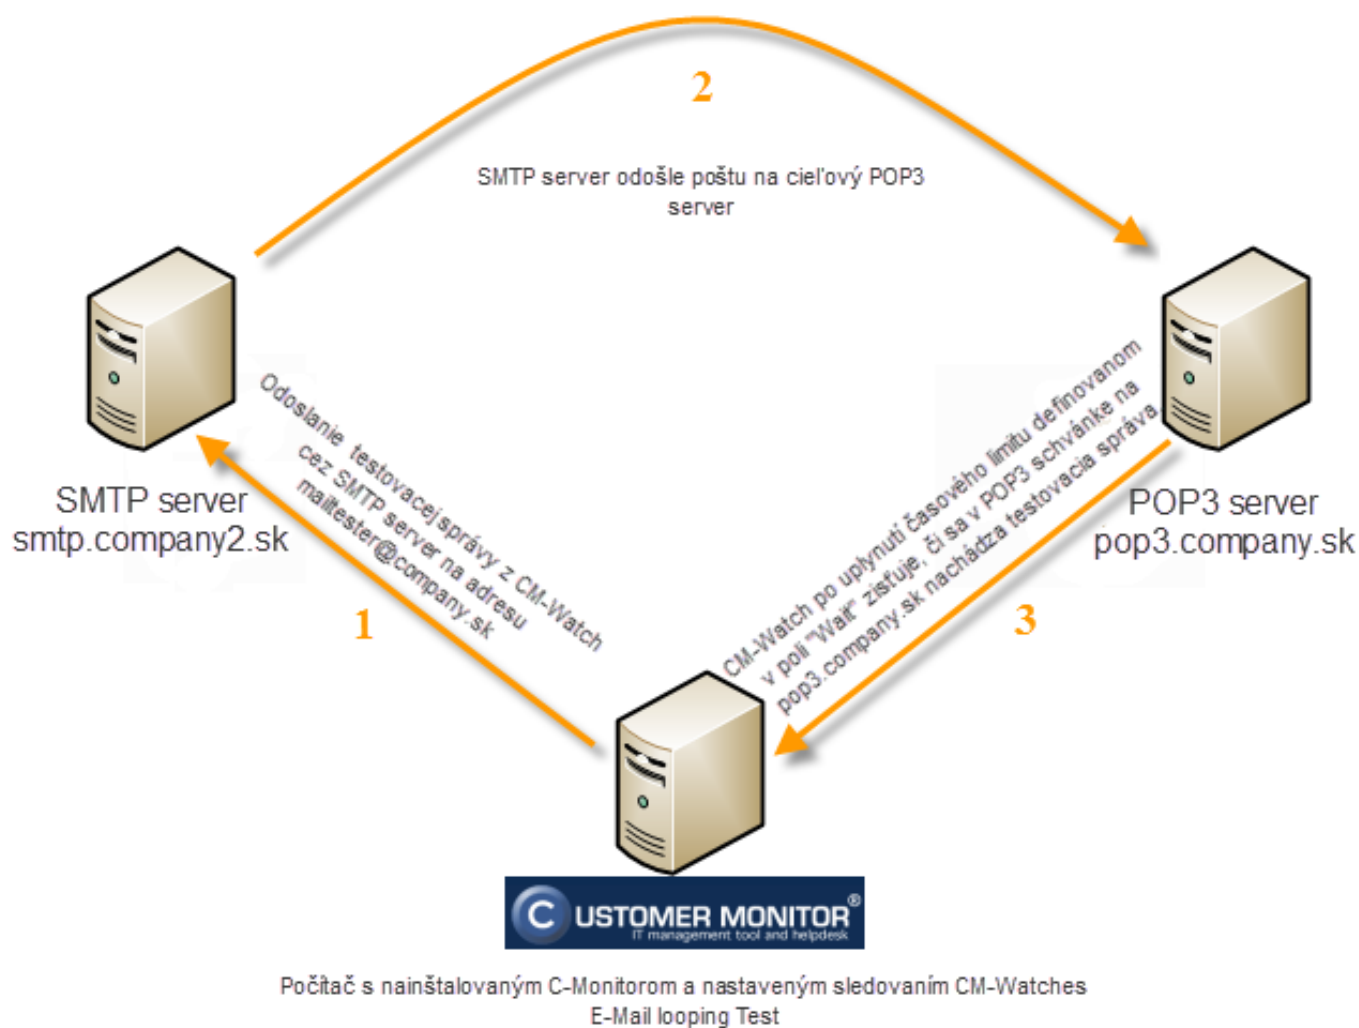 2
SMTP server odošle poštu na cieľový POP3
server
SMTP server
smtp.company2.sk
Odoslanie testovacej správy z CM-Watch
cez SMTP server na adresu
mailtester@company.sk
1
CM-Watch po uplynutí časového limitu definovanom
v poli "Wait" zisťuje, či sa v POP3 schvánke na
pop3.company.sk nachádza testovacia správa
3
POP3 server
pop3.company.sk
CUSTOMER MONITOR®
IT management tool and helpdesk
Počítač s nainštalovaným C-Monitorom a nastaveným sledovaním CM-Watches
E-Mail looping Test